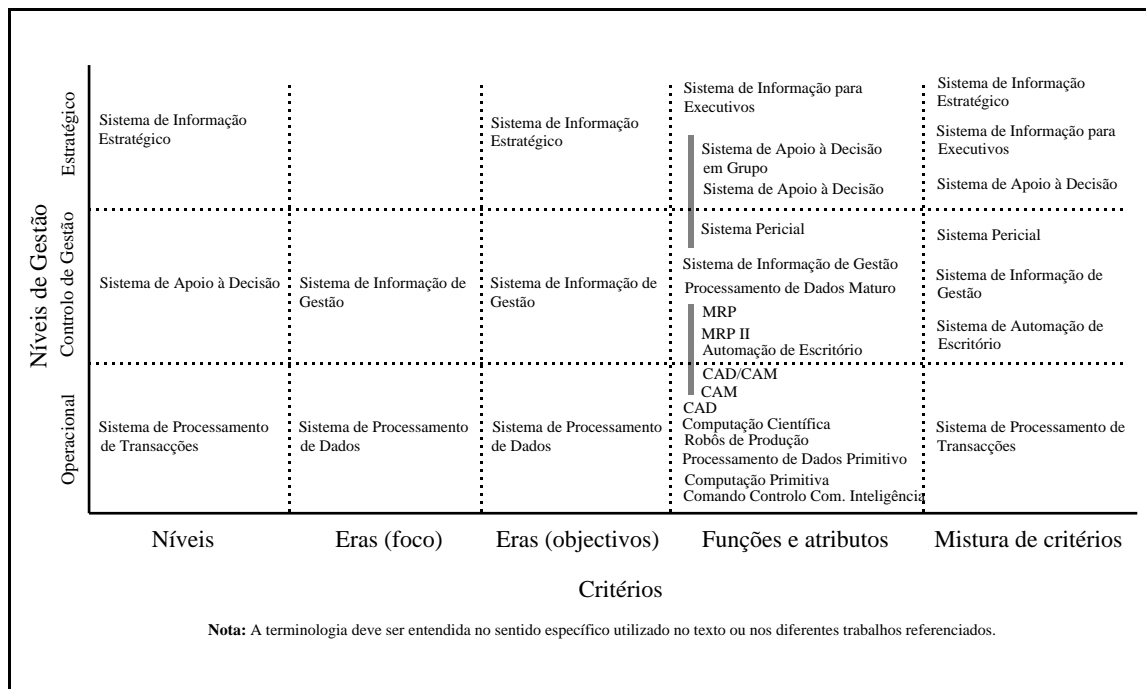 Níveis de Gestão
Estratégico
Controlo de Gestão
Operacional
Sistema de Informação
Estratégico
Sistema de Informação
Estratégico
Sistema de Informação para
Executivos
Sistema de Apoio à Decisão
em Grupo
Sistema de Apoio à Decisão
Sistema de Informação
Estratégico
Sistema de Informação para
Executivos
Sistema de Apoio à Decisão
Sistema de Apoio à Decisão
Sistema de Informação de
Gestão
Sistema de Informação de
Gestão
Sistema Pericial
Sistema de Informação de Gestão
Processamento de Dados Maturo
MRP
MRP II
Automação de Escritório
Sistema Pericial
Sistema de Informação de
Gestão
Sistema de Automação de
Escritório
Sistema de Processamento
de Transacções
Sistema de Processamento
de Dados
Sistema de Processamento
de Dados
CAD/CAM
CAM
CAD
Computação Científica
Robôs de Produção
Processamento de Dados Primitivo
Computação Primitiva
Comando Controlo Com. Inteligência
Sistema de Processamento de
Transacções
Níveis
Eras (foco)
Eras (objectivos)
Funções e atributos
Mistura de critérios
Critérios
Nota: A terminologia deve ser entendida no sentido específico utilizado no texto ou nos diferentes trabalhos referenciados.